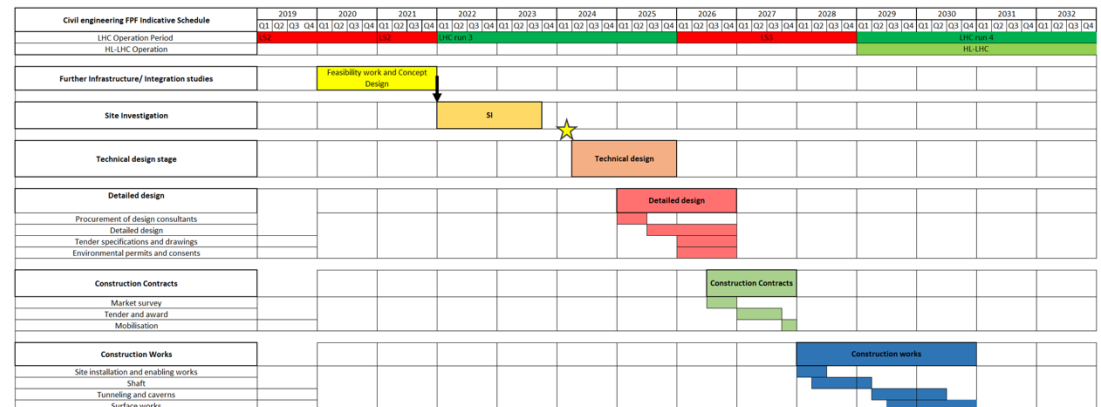 Civil engineering FPF Indicative Schedule 2019 2020 2021 2022 2023 2024 2025 2026 2027 2028 2029 2030 2031 2032
Q1 Q2 Q3 Q4 Q1 Q2 Q3 Q4 Q1 Q2 Q3 Q4 Q1 Q2 Q3 Q4 Q1 Q2 Q3 Q4 Q1 Q2 Q3 Q4 Q1 Q2 Q3 Q4 Q1 Q2 Q3 Q4 Q1 Q2 Q3 Q4 Q1 Q2 Q3 Q4 Q1 Q2 Q3 Q4 Q1 Q2 Q3 Q4 Q1 Q2 Q3 Q4 Q1 Q2 Q3 Q4
LHC Operation Period LS2 LS2 LHC run 3 LS3 LHC run 4
HL-LHC Operation HL-LHC
Further Infrastructure/ Integration studies Feasibility work and Concept
Design
Site Investigation SI
Technical design stage Technical design
Detailed design Detailed design
Procurement of design consultants
Detailed design
Tender specifications and drawings
Environmental permits and consents
Construction Contracts Construction Contracts
Market survey
Tender and award
Mobilisation
Construction Works Construction works
Site installation and enabling works
Shaft
Tunneling and caverns
Surface works